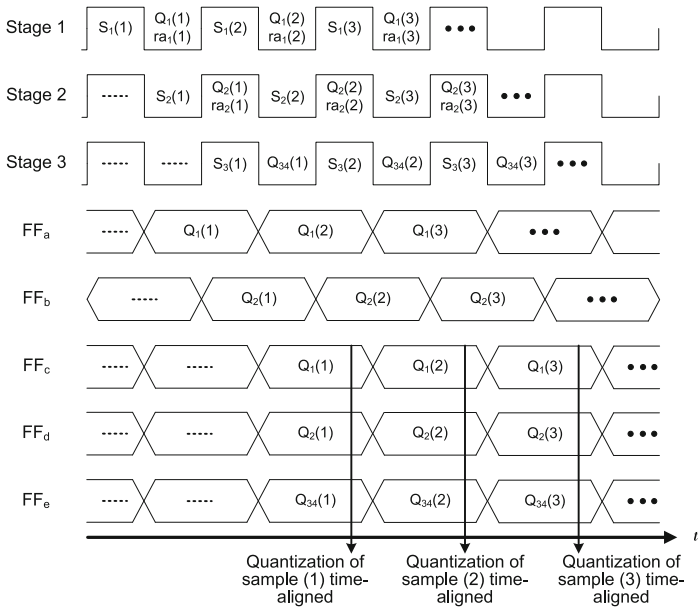 Stage 1 S₁(1) Q₁(1) S₁(2) Q₁(2) S₁(3) Q₁(3) •••
ra₁(1) ra₁(2) ra₁(3)
Stage 2 ----- S₂(1) Q₂(1) S₂(2) Q₂(2) S₂(3) Q₂(3) •••
ra₂(1) ra₂(2) ra₂(3)
Stage 3 ----- ----- S₃(1) Q₃₄(1) S₃(2) Q₃₄(2) S₃(3) Q₃₄(3) •••
FFₐ ----- Q₁(1) Q₁(2) Q₁(3) •••
FF_b ----- Q₂(1) Q₂(2) Q₂(3) •••
FF_c ----- ----- Q₁(1) Q₁(2) Q₁(3) •••
FF_d ----- ----- Q₂(1) Q₂(2) Q₂(3) •••
FFₑ ----- ----- Q₃₄(1) Q₃₄(2) Q₃₄(3) •••
t
Quantization of
sample (1) time-
aligned
Quantization of
sample (2) time-
aligned
Quantization of
sample (3) time-
aligned